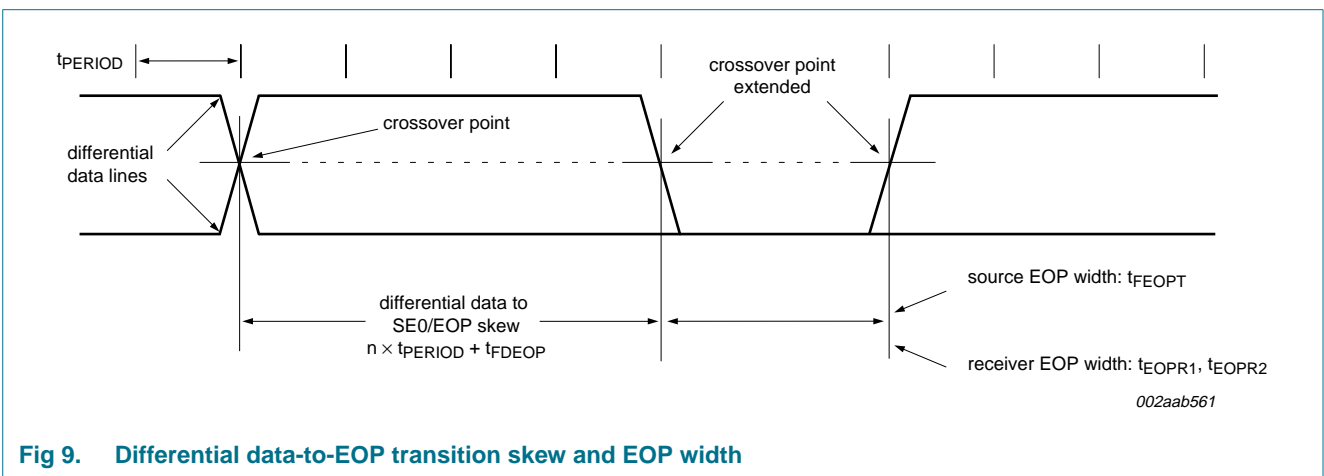 tPERIOD
crossover point
extended
crossover point
differential
data lines
differential data to
SE0/EOP skew
n × tPERIOD + tFDEOP
source EOP width: tFEOPT
receiver EOP width: tEOPR1, tEOPR2
002aab561
Fig 9. Differential data-to-EOP transition skew and EOP width